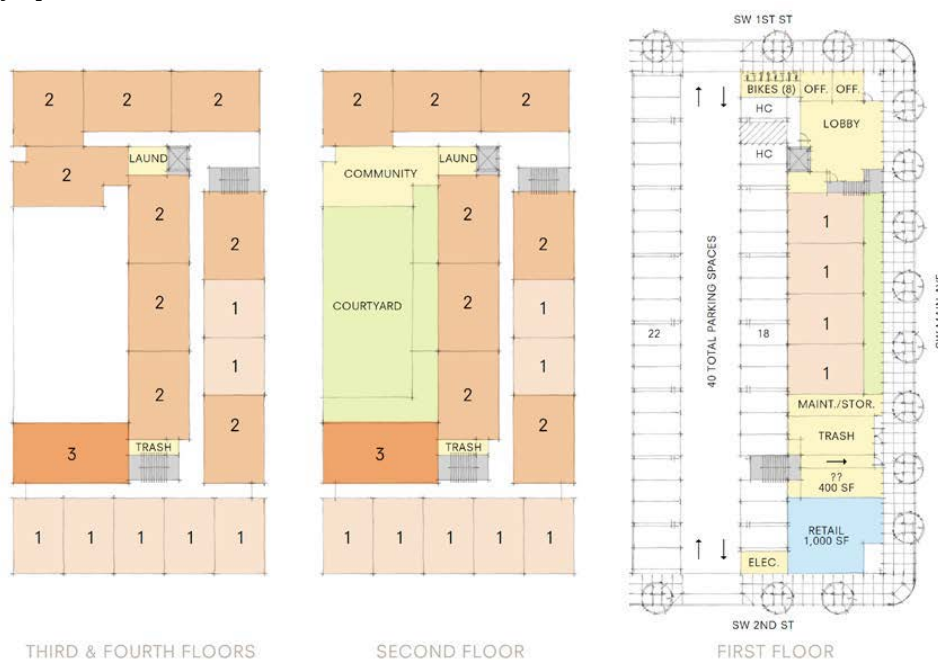 SW 1ST ST
2 2 2
LAUND
2
2
2
2
1
2
1
2
2
3
TRASH
1 1 1 1 1
THIRD & FOURTH FLOORS
2 2 2
LAUND
COMMUNITY
2
2
COURTYARD
2
1
1
2
2
3
TRASH
1 1 1 1 1
SECOND FLOOR
BIKES (8) OFF. OFF.
HC
LOBBY
HC
1
1
22
40 TOTAL PARKING SPACES
18
1
1
SW MAIN AVE
MAINT./STOR.
TRASH
??
400 SF
RETAIL
1,000 SF
ELEC.
SW 2ND ST
FIRST FLOOR